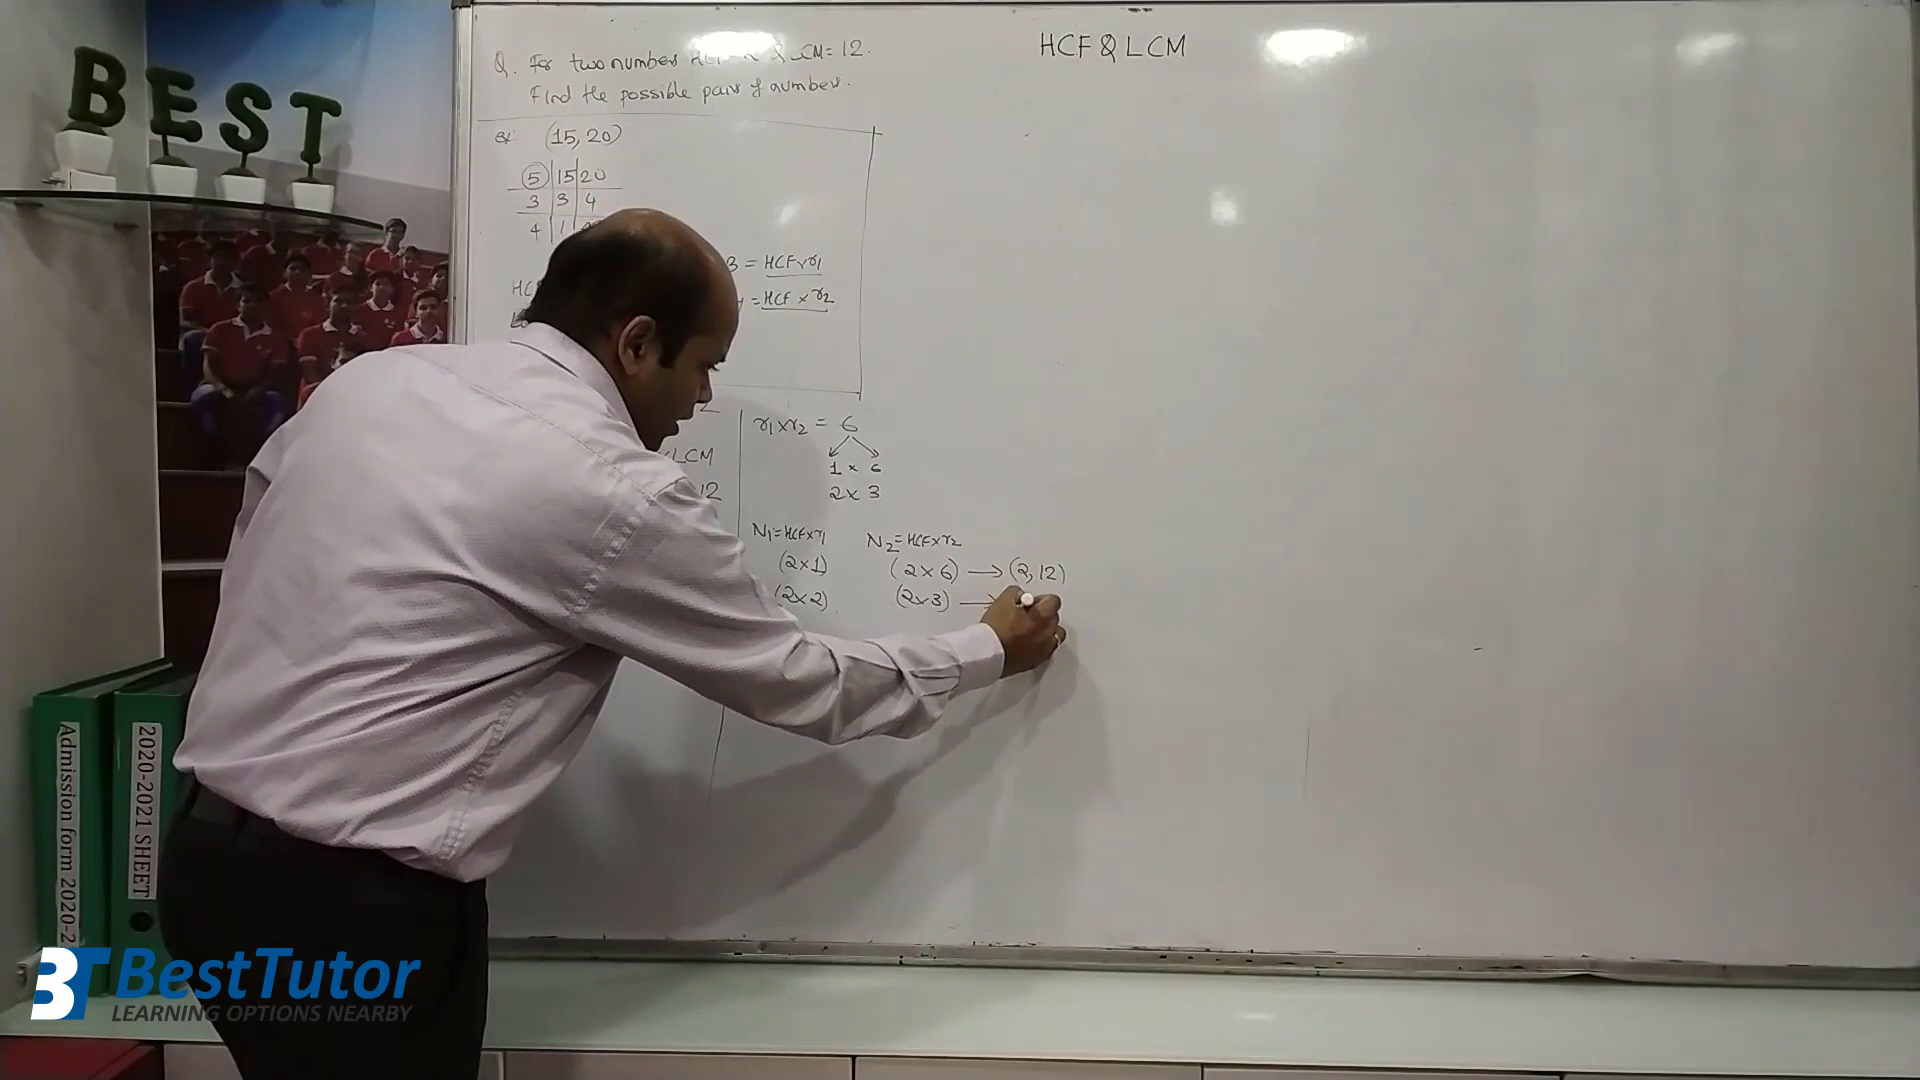 BEST
HCF & LCM
Q. For two numbers HCF = 2 & LCM = 12.
Find the possible pairs of numbers.
Ex: (15, 20)
5 | 15 | 20
3 | 3 | 4
4 | 1
3 = HCF × r1
= HCF × r2
× LCM
12
r1 × r2 = 6
1 × 6
2 × 3
N1 = HCF × r1 N2 = HCF × r2
(2 × 1) (2 × 6) → (2, 12)
(2 × 2) (2 × 3) →
Admission form 2020-2
2020-2021 SHEET
BT BestTutor
LEARNING OPTIONS NEARBY